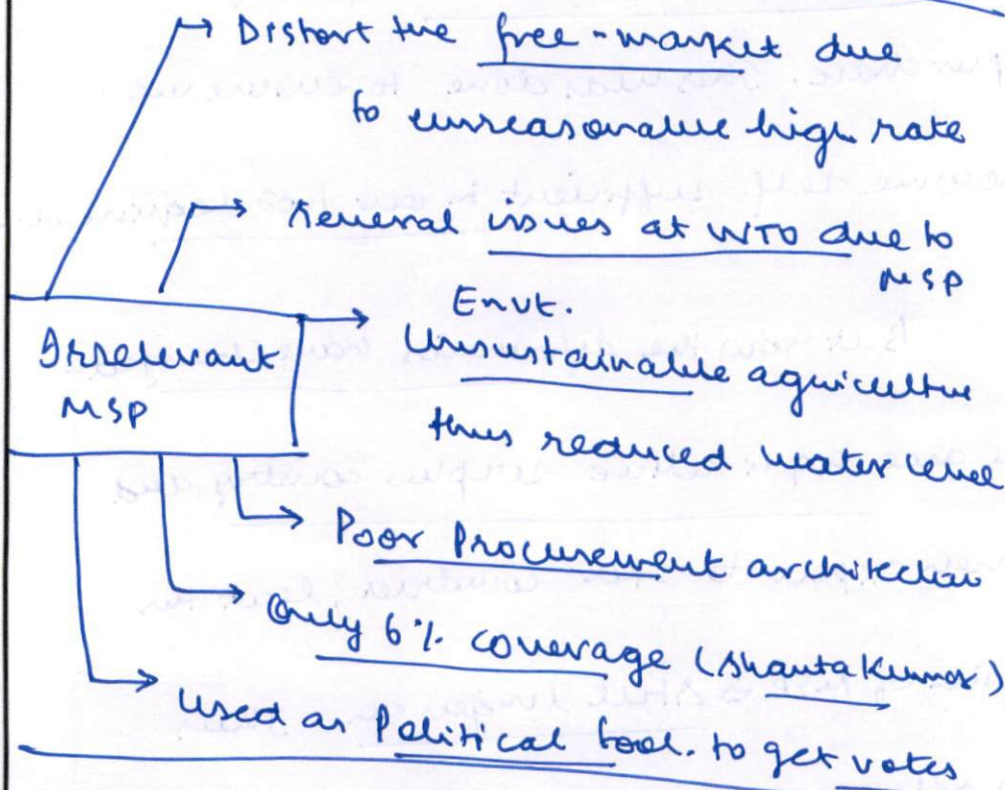 Distort the free-market due
to unreasonable high rate
Several issues at WTO due to
MSP
Envt.
Unsustainable agriculture
thus reduced water level
Irrelevant
MSP
Poor Procurement architecture
Only 6% coverage (Shanta Kumar)
Used as Political tool. to get votes